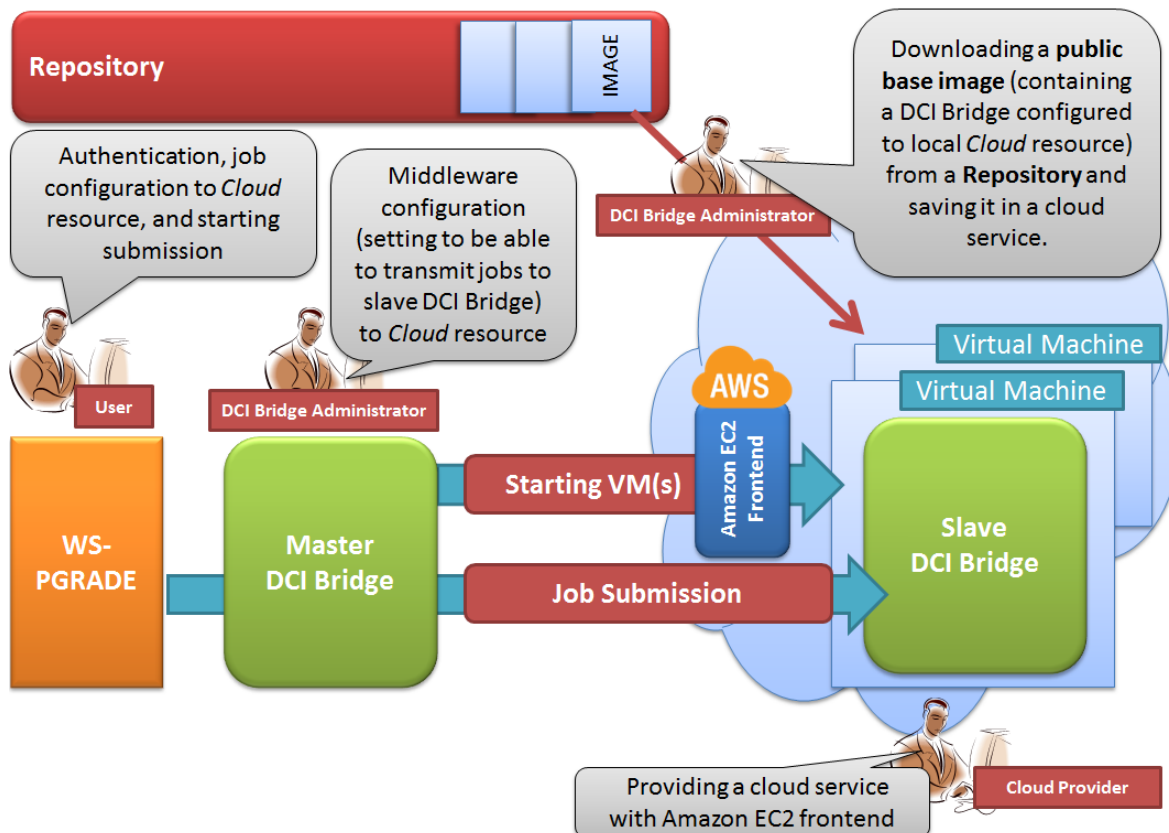 Repository
IMAGE
Downloading a public
base image (containing
a DCI Bridge configured
to local Cloud resource)
from a Repository and
saving it in a cloud
service.
Authentication, job
configuration to Cloud
resource, and starting
submission
Middleware
configuration
(setting to be able
to transmit jobs to
slave DCI Bridge)
to Cloud resource
DCI Bridge Administrator
User
DCI Bridge Administrator
Virtual Machine
Virtual Machine
AWS
Amazon EC2
Frontend
WS-
PGRADE
Master
DCI Bridge
Starting VM(s)
Job Submission
Slave
DCI Bridge
Providing a cloud service
with Amazon EC2 frontend
Cloud Provider